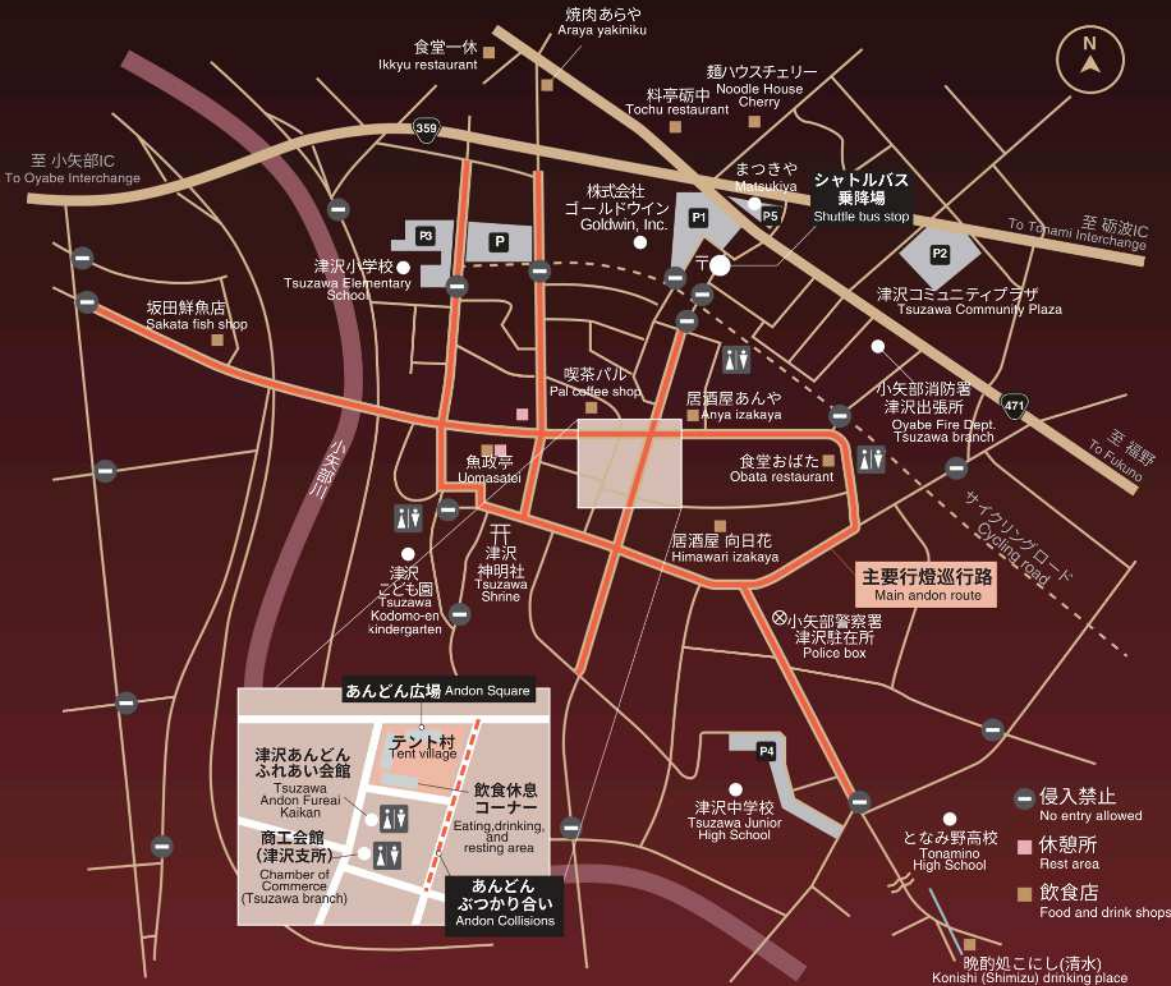 焼肉あらや
Araya yakiniku
食堂一休
Ikkyu restaurant
麺ハウスチェリー
Noodle House
Cherry
料亭砺中
Tochu restaurant
N
359
至 小矢部IC
To Oyabe Interchange
まつきや
Matsukiya
シャトルバス
乗降場
Shuttle bus stop
株式会社
ゴールドウイン
Goldwin, Inc.
P1
P5
P3
P
P2
〒
至 砺波IC
To Tonami Interchange
津沢小学校
Tsuzawa Elementary
School
津沢コミュニティプラザ
Tsuzawa Community Plaza
坂田鮮魚店
Sakata fish shop
喫茶パル
Pal coffee shop
居酒屋あんや
Anya izakaya
小矢部消防署
津沢出張所
Oyabe Fire Dept.
Tsuzawa branch
471
至 福野
To Fukuno
小矢部川
魚政亭
Uomasatei
食堂おばた
Obata restaurant
サイクリングロード
Cycling road
居酒屋 向日花
Himawari izakaya
津沢
神明社
Tsuzawa
Shrine
津沢
こども園
Tsuzawa
Kodomo-en
kindergarten
主要行燈巡行路
Main andon route
小矢部警察署
津沢駐在所
Police box
あんどん広場 Andon Square
テント村
Tent village
津沢あんどん
ふれあい会館
Tsuzawa
Andon Fureai
Kaikan
飲食休息
コーナー
Eating,drinking,
and
resting area
商工会館
(津沢支所)
Chamber of
Commerce
(Tsuzawa branch)
あんどん
ぶつかり合い
Andon Collisions
P4
津沢中学校
Tsuzawa Junior
High School
となみ野高校
Tonamino
High School
侵入禁止
No entry allowed
休憩所
Rest area
飲食店
Food and drink shops
晩酌処こにし(清水)
Konishi (Shimizu) drinking place